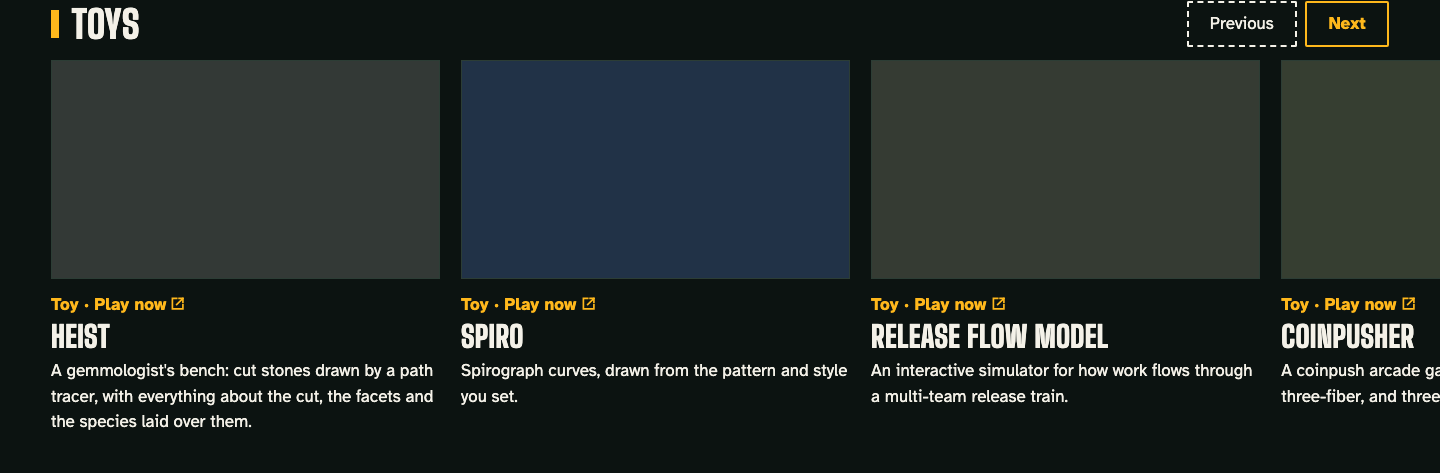 TOYS
Previous
Next
Toy · Play now
HEIST
A gemmologist's bench: cut stones drawn by a path
tracer, with everything about the cut, the facets and
the species laid over them.
Toy · Play now
SPIRO
Spirograph curves, drawn from the pattern and style
you set.
Toy · Play now
RELEASE FLOW MODEL
An interactive simulator for how work flows through
a multi-team release train.
Toy · Play now
COINPUSHER
A coinpush arcade
three-fiber, and three